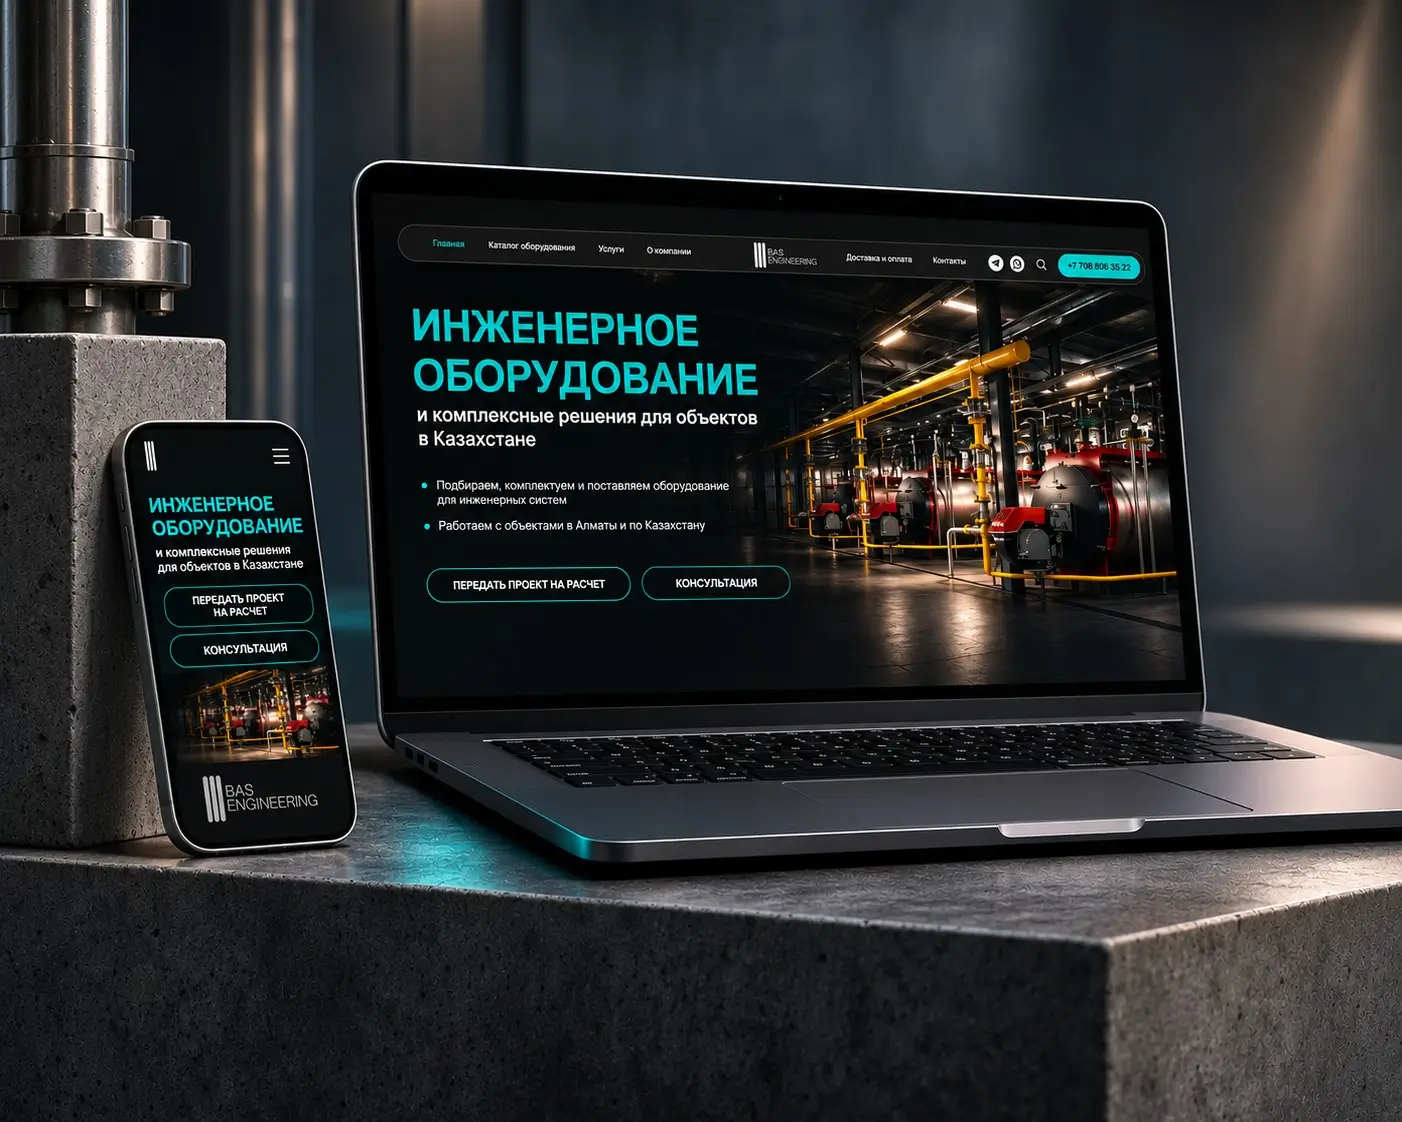 Главная Каталог оборудования Услуги О компании BAS ENGINEERING Доставка и оплата Контакты +7 706 806 35 22
ИНЖЕНЕРНОЕ
ОБОРУДОВАНИЕ
и комплексные решения для объектов
в Казахстане
Подбираем, комплектуем и поставляем оборудование
для инженерных систем
Работаем с объектами в Алматы и по Казахстану
ПЕРЕДАТЬ ПРОЕКТ НА РАСЧЕТ КОНСУЛЬТАЦИЯ
ИНЖЕНЕРНОЕ
ОБОРУДОВАНИЕ
и комплексные решения
для объектов в Казахстане
ПЕРЕДАТЬ ПРОЕКТ
НА РАСЧЕТ
КОНСУЛЬТАЦИЯ
BAS
ENGINEERING